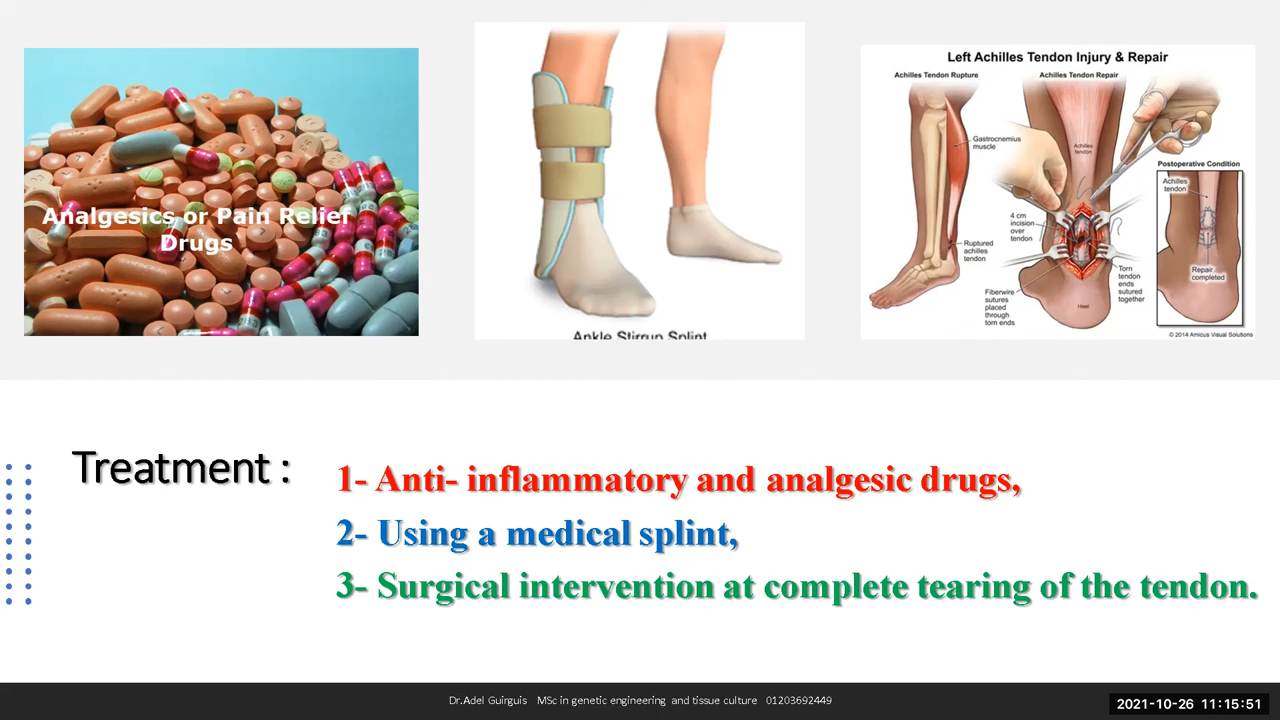 Analgesics or Pain Relief
Drugs
Ankle Stirrup Splint
Left Achilles Tendon Injury & Repair
Achilles Tendon Rupture
Achilles Tendon Repair
Gastrocnemius
muscle
Ruptured
achilles
tendon
Achilles
tendon
4 cm
incision
over
tendon
Fiberwire
sutures
placed
through
torn ends
Heel
Torn
tendon
ends
sutured
together
Postoperative Condition
Achilles
tendon
Repair
completed
© 2014 Amicus Visual Solutions
Treatment :
1- Anti- inflammatory and analgesic drugs,
2- Using a medical splint,
3- Surgical intervention at complete tearing of the tendon.
Dr.Adel Guirguis MSc in genetic engineering and tissue culture 01203692449
2021-10-26 11:15:51